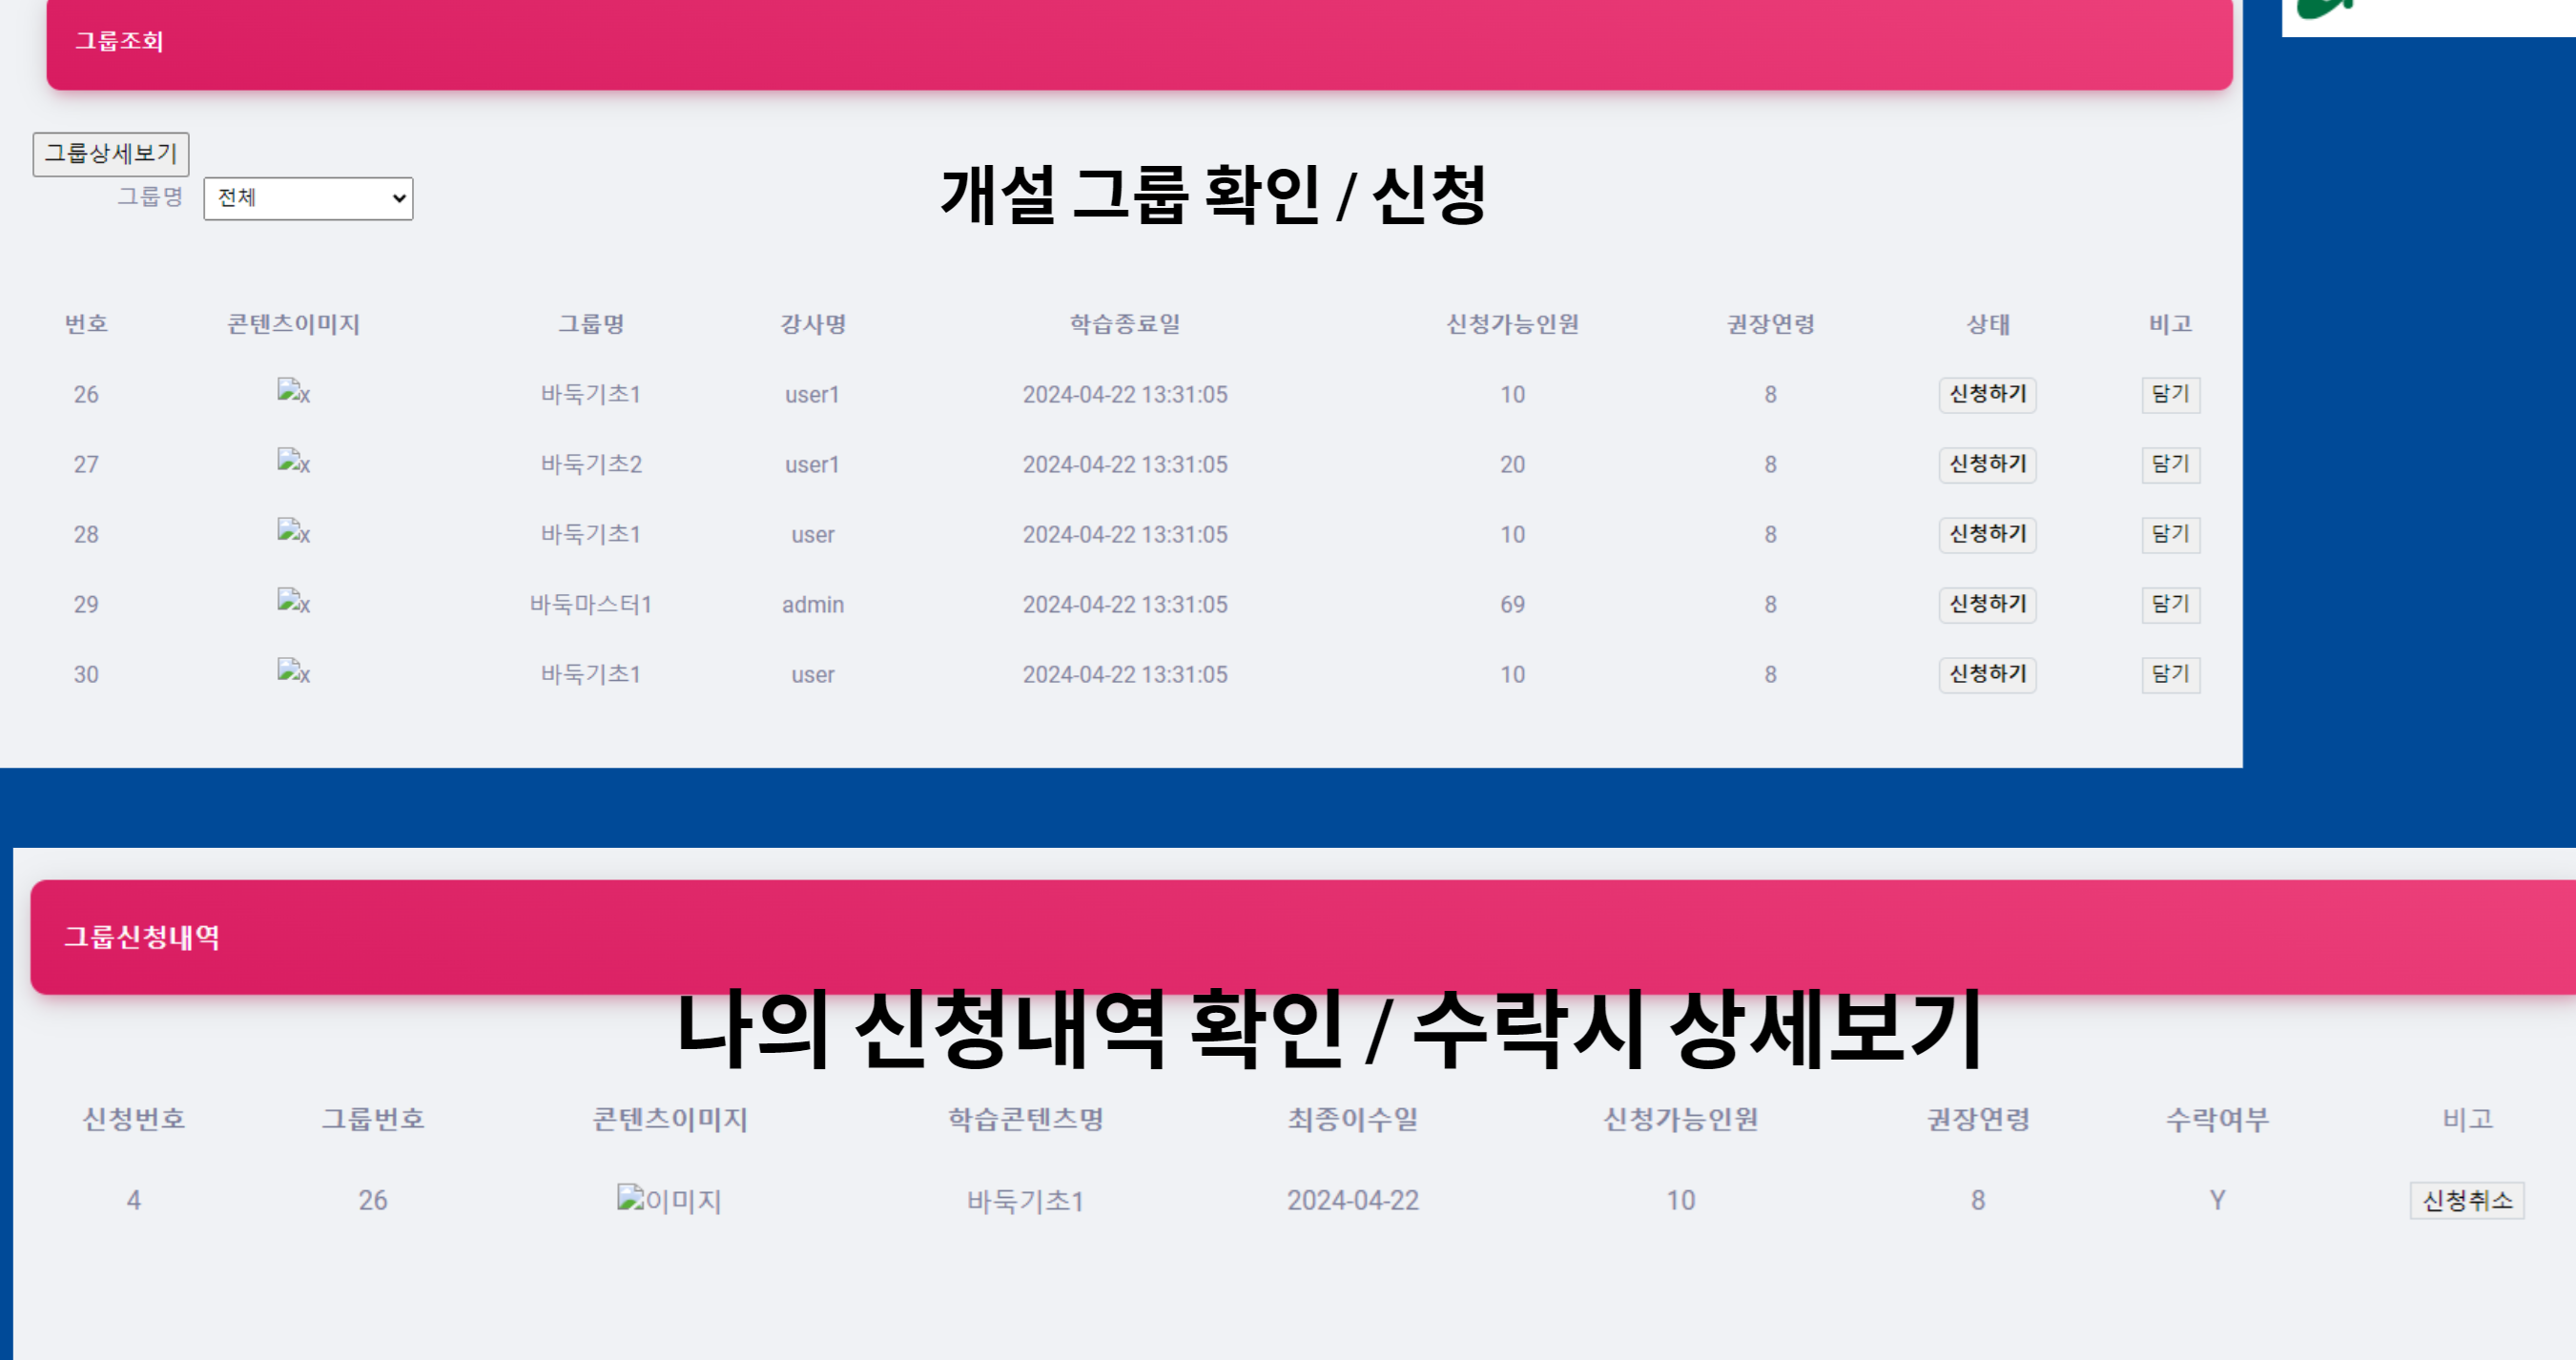 그룹조회
그룹상세보기
그룹명 전체
개설 그룹 확인 / 신청
번호 콘텐츠이미지 그룹명 강사명 학습종료일 신청가능인원 권장연령 상태 비고
26 x 바둑기초1 user1 2024-04-22 13:31:05 10 8 신청하기 담기
27 x 바둑기초2 user1 2024-04-22 13:31:05 20 8 신청하기 담기
28 x 바둑기초1 user 2024-04-22 13:31:05 10 8 신청하기 담기
29 x 바둑마스터1 admin 2024-04-22 13:31:05 69 8 신청하기 담기
30 x 바둑기초1 user 2024-04-22 13:31:05 10 8 신청하기 담기
그룹신청내역
나의 신청내역 확인 / 수락시 상세보기
신청번호 그룹번호 콘텐츠이미지 학습콘텐츠명 최종이수일 신청가능인원 권장연령 수락여부 비고
4 26 이미지 바둑기초1 2024-04-22 10 8 Y 신청취소